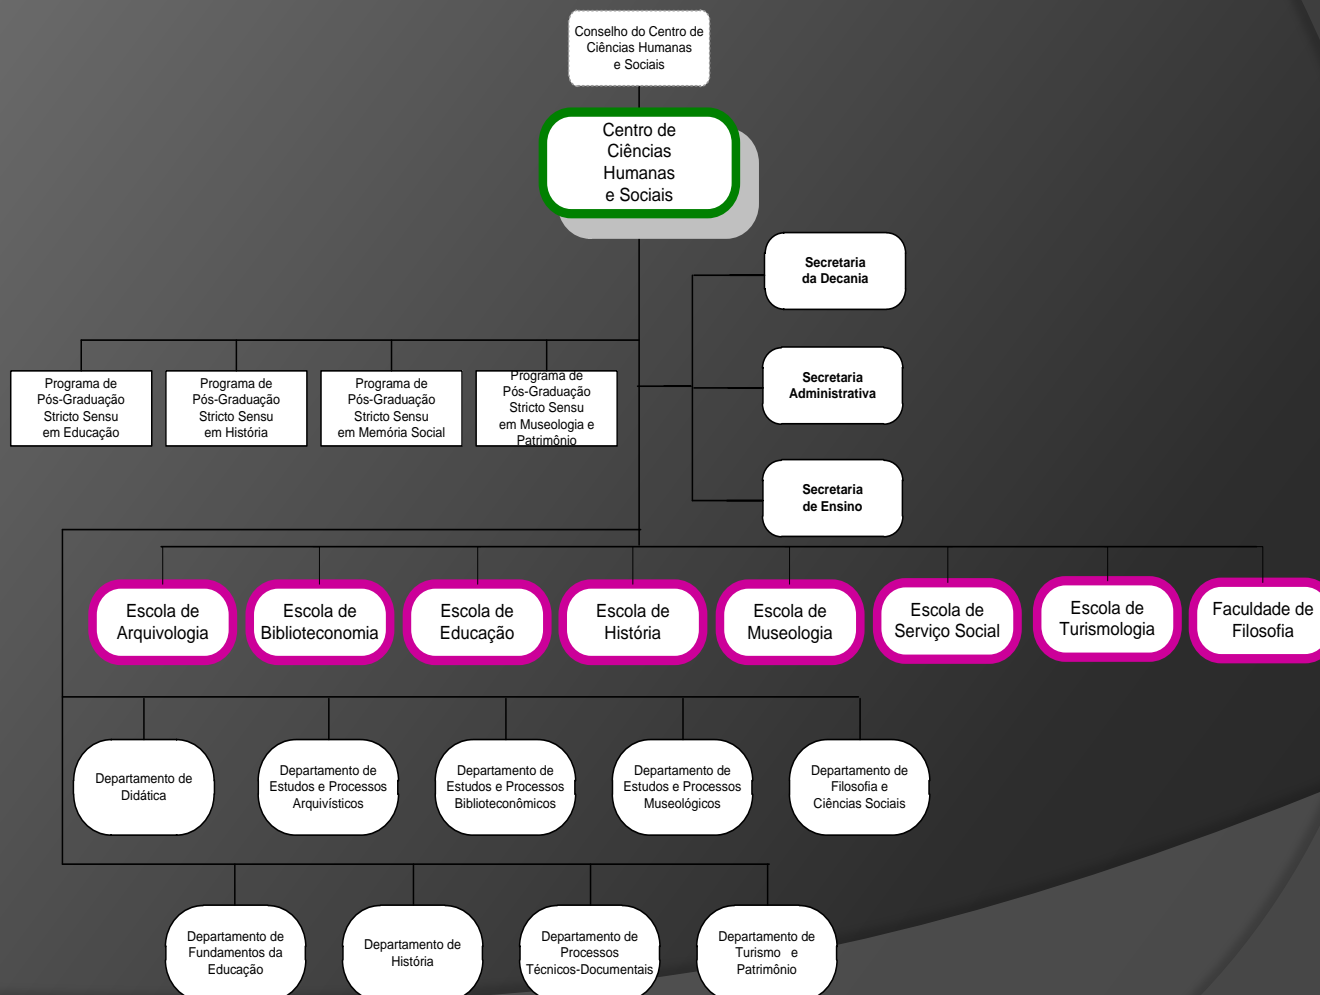 Conselho do Centro de
Ciências Humanas
e Sociais
Centro de
Ciências
Humanas
e Sociais
Secretaria
da Decania
Secretaria
Administrativa
Secretaria
de Ensino
Programa de
Pós-Graduação
Stricto Sensu
em Educação
Programa de
Pós-Graduação
Stricto Sensu
em História
Programa de
Pós-Graduação
Stricto Sensu
em Memória Social
Programa de
Pós-Graduação
Stricto Sensu
em Museologia e
Patrimônio
Escola de
Arquivologia
Escola de
Biblioteconomia
Escola de
Educação
Escola de
História
Escola de
Museologia
Escola de
Serviço Social
Escola de
Turismologia
Faculdade de
Filosofia
Departamento de
Didática
Departamento de
Estudos e Processos
Arquivísticos
Departamento de
Estudos e Processos
Biblioteconômicos
Departamento de
Estudos e Processos
Museológicos
Departamento de
Filosofia e
Ciências Sociais
Departamento de
Fundamentos da
Educação
Departamento de
História
Departamento de
Processos
Técnicos-Documentais
Departamento de
Turismo e
Patrimônio